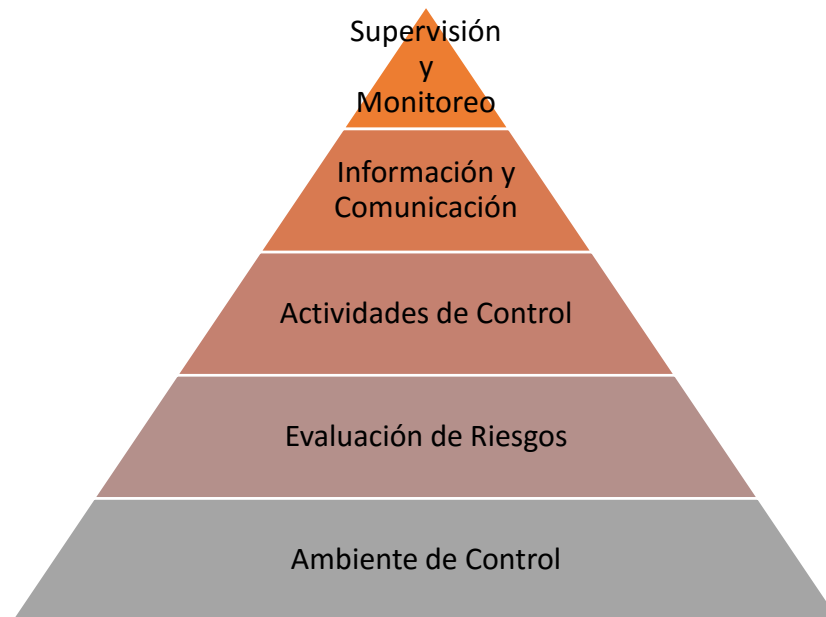 Supervisión
y
Monitoreo
Información y
Comunicación
Actividades de Control
Evaluación de Riesgos
Ambiente de Control